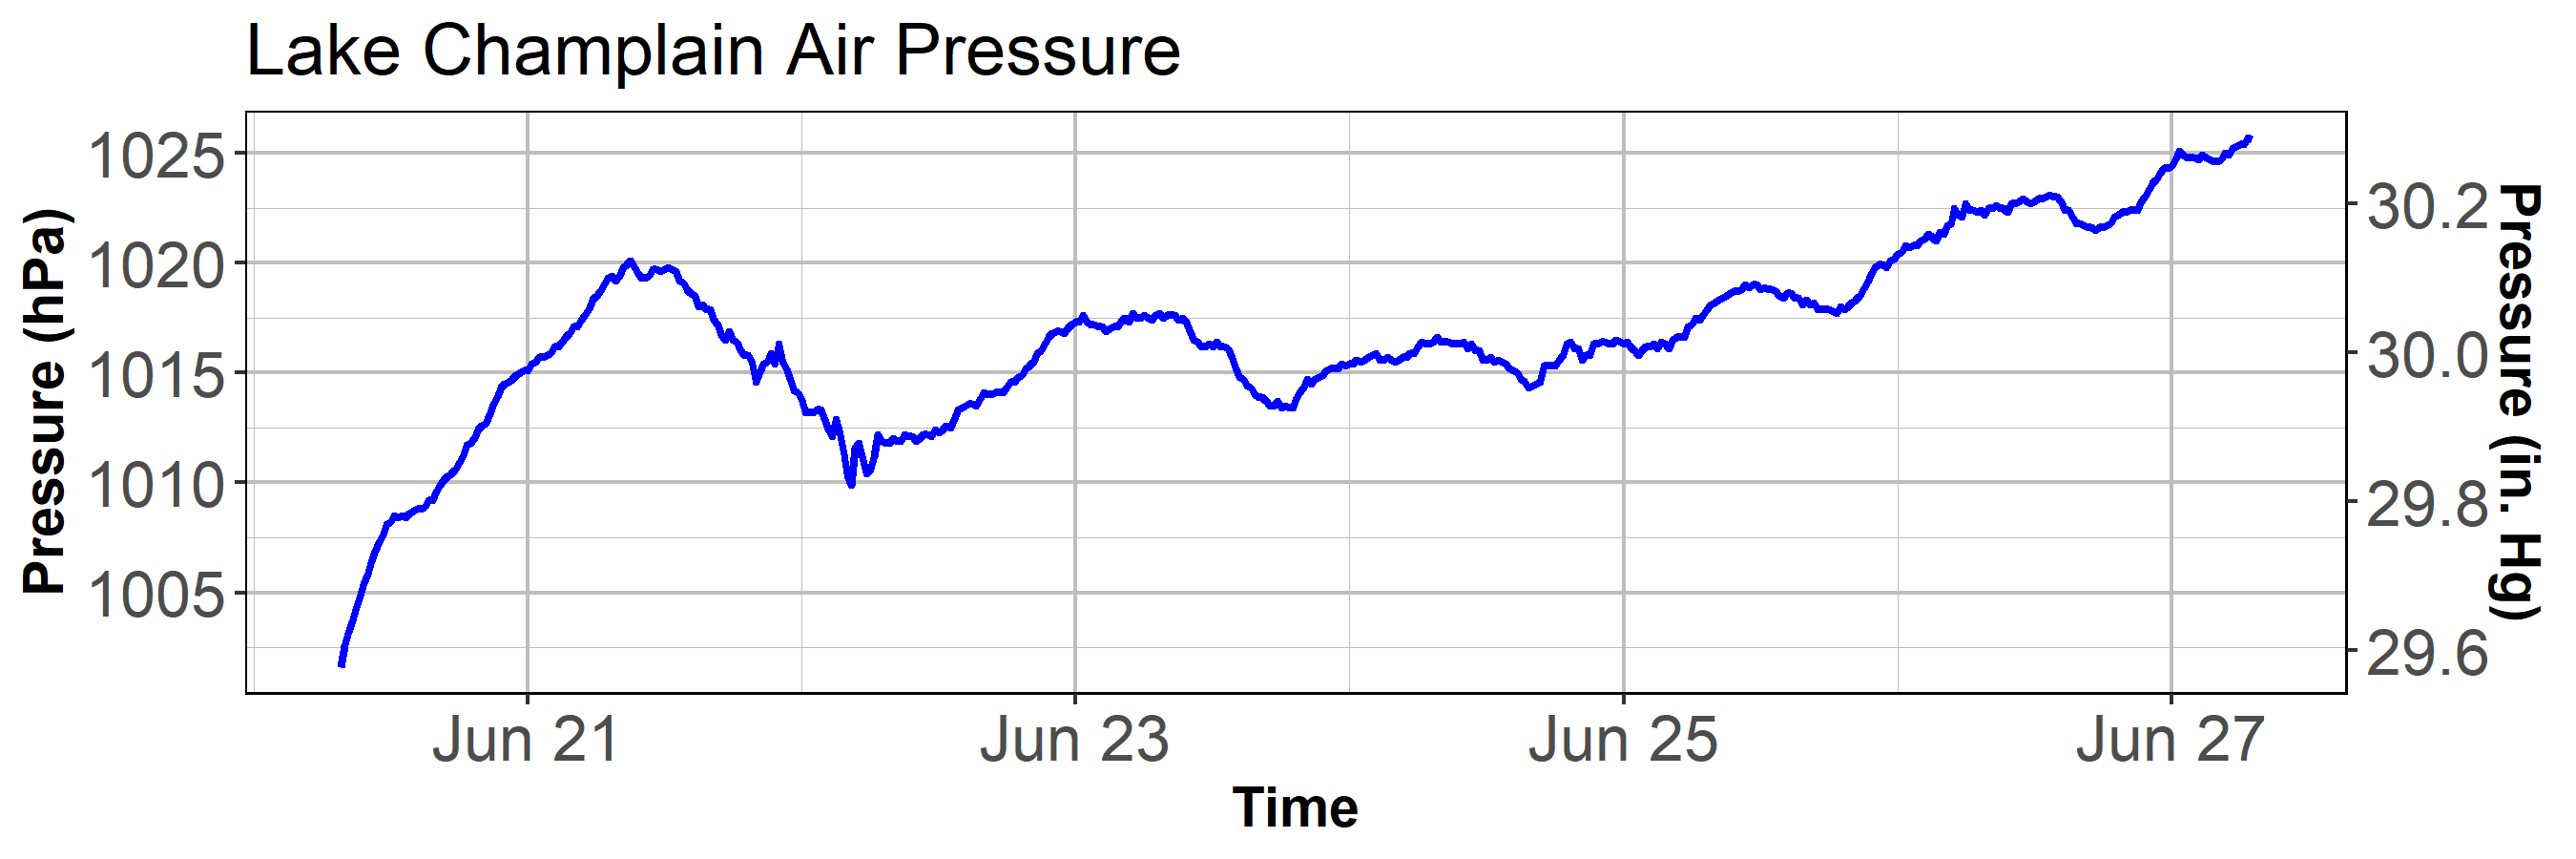 Lake Champlain Air Pressure
Pressure (hPa)
1025
1020
1015
1010
1005
30.2
30.0
29.8
29.6
Pressure (in. Hg)
Jun 21
Jun 23
Jun 25
Jun 27
Time